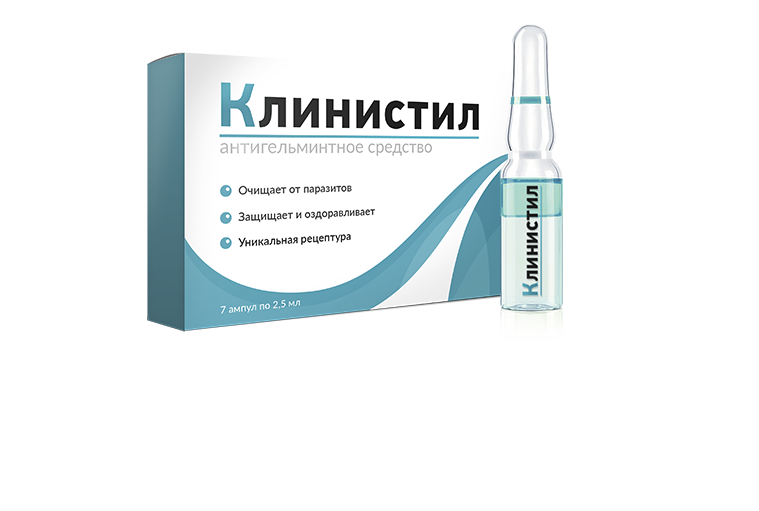 Клинистил
антигельминтное средство
Очищает от паразитов
Защищает и оздоравливает
Уникальная рецептура
7 ампул по 2.5 мл
Клинистил